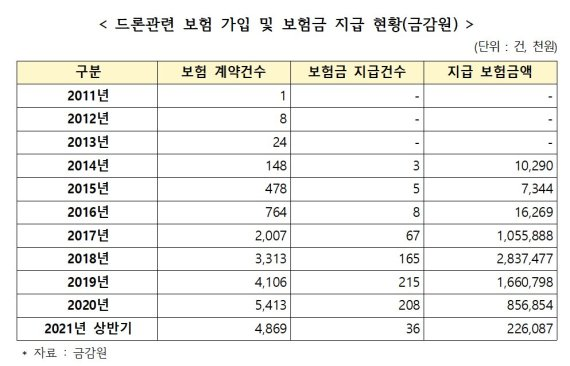 < 드론관련 보험 가입 및 보험금 지급 현황(금감원) >
(단위 : 건, 천원)
구분 보험 계약건수 보험금 지급건수 지급 보험금액
2011년 1 - -
2012년 8 - -
2013년 24 - -
2014년 148 3 10,290
2015년 478 5 7,344
2016년 764 8 16,269
2017년 2,007 67 1,055,888
2018년 3,313 165 2,837,477
2019년 4,106 215 1,660,798
2020년 5,413 208 856,854
2021년 상반기 4,869 36 226,087
* 자료 : 금감원